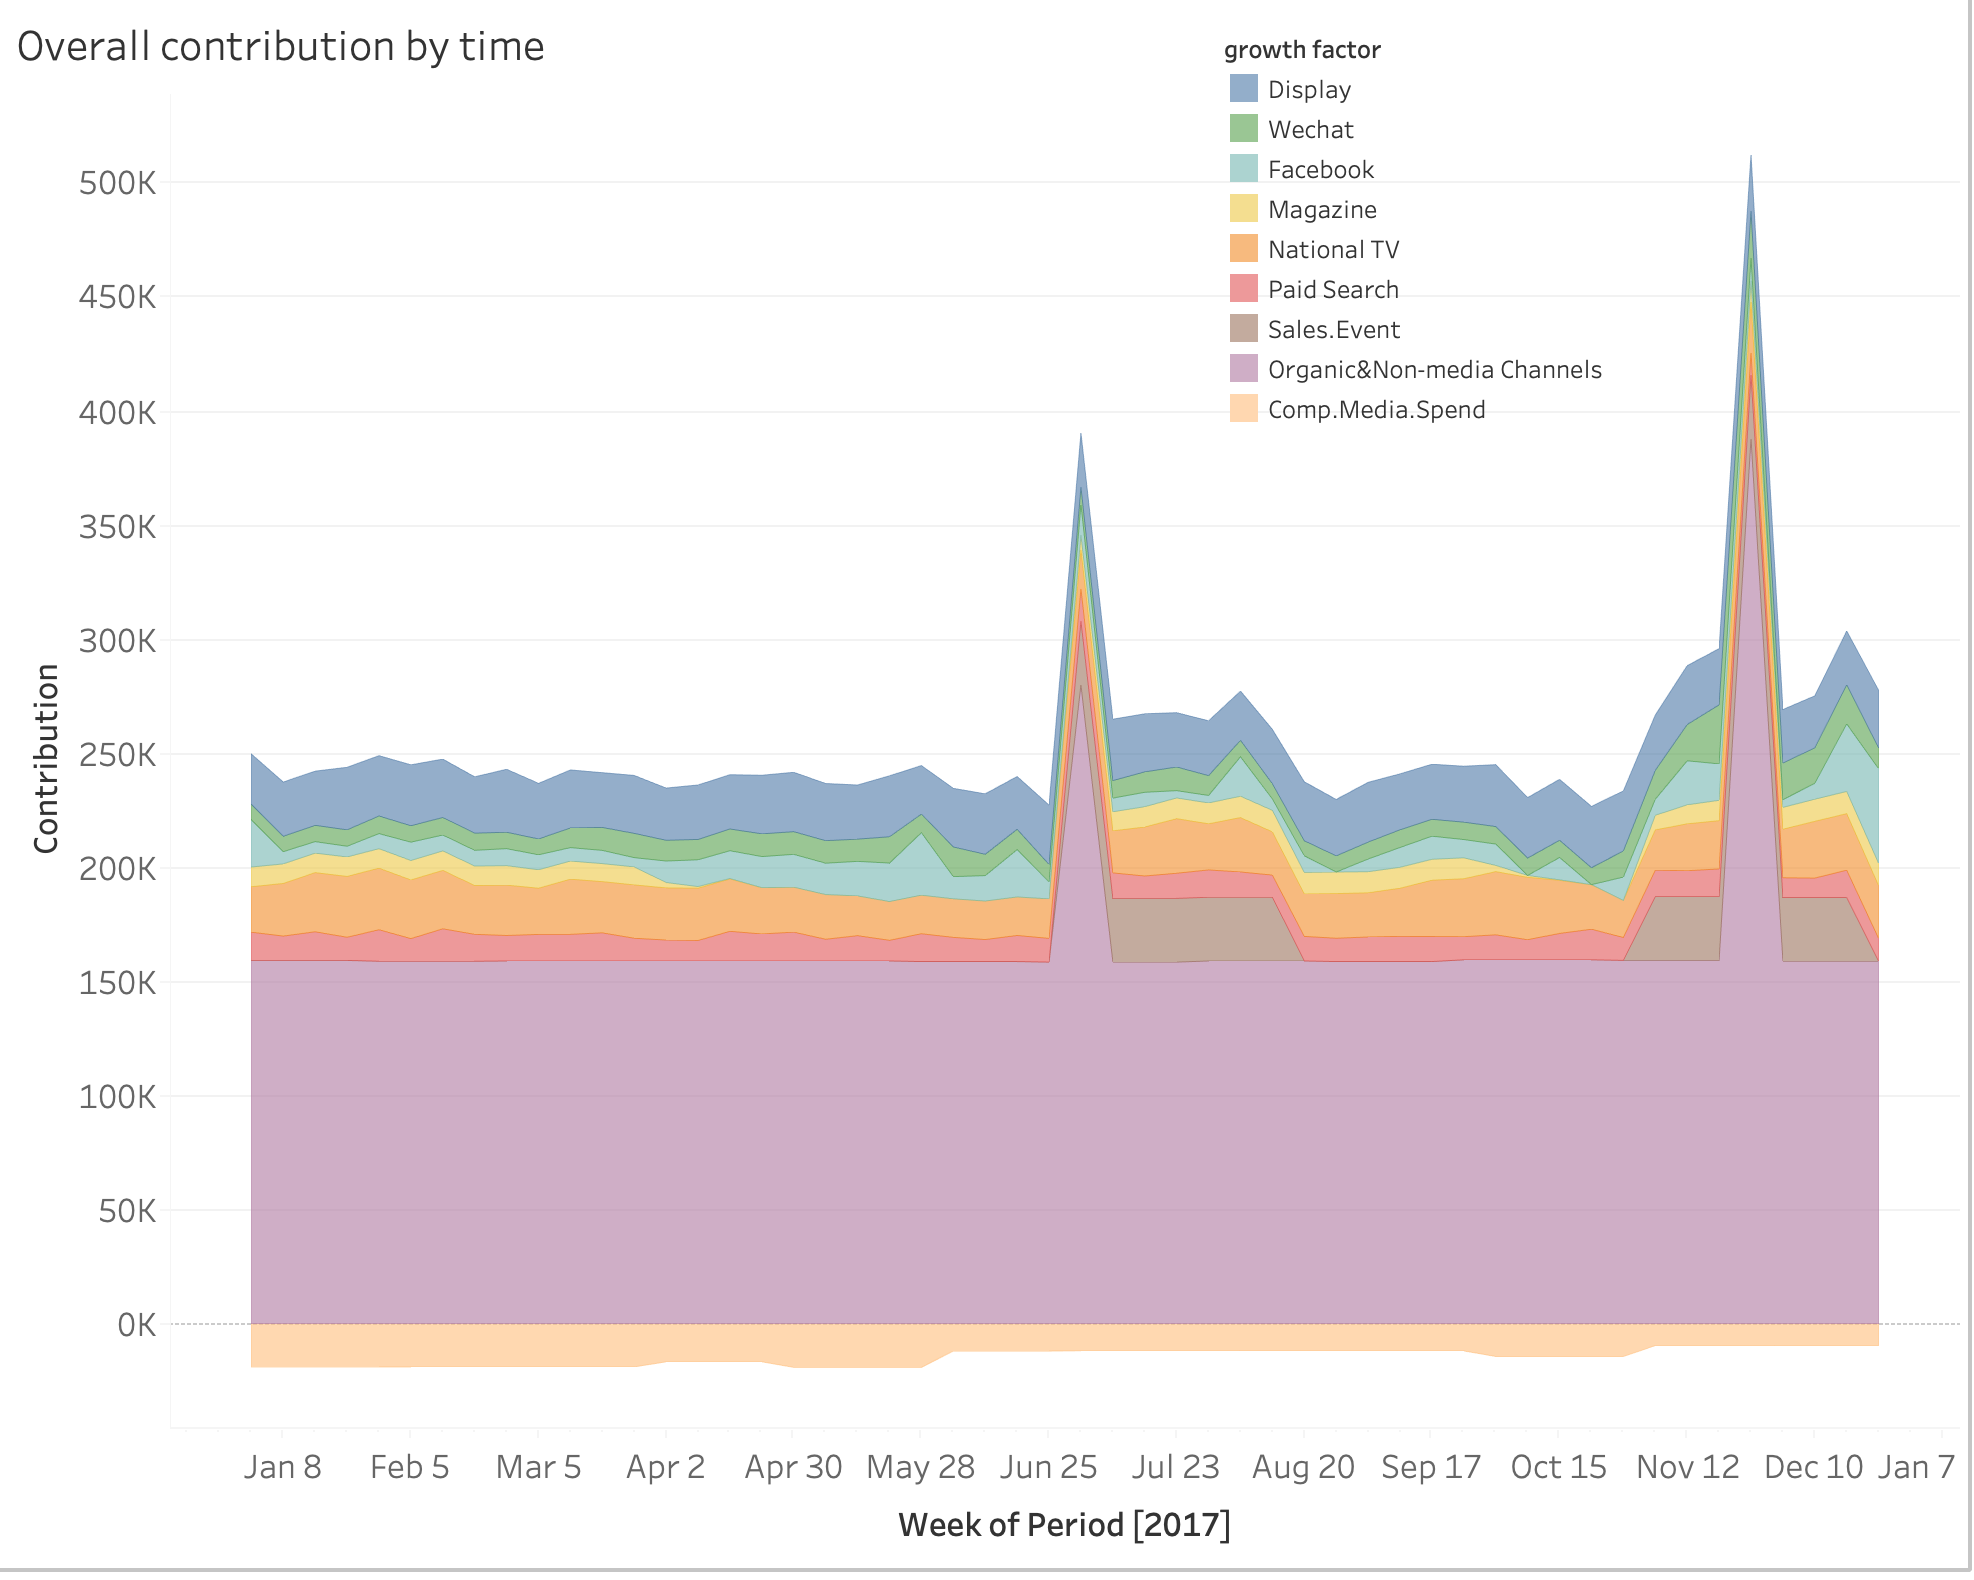 Overall contribution by time
growth factor
Display
Wechat
Facebook
Magazine
National TV
Paid Search
Sales.Event
Organic&Non-media Channels
Comp.Media.Spend
500K
450K
400K
350K
300K
250K
200K
150K
100K
50K
0K
Contribution
Jan 8 Feb 5 Mar 5 Apr 2 Apr 30 May 28 Jun 25 Jul 23 Aug 20 Sep 17 Oct 15 Nov 12 Dec 10 Jan 7
Week of Period [2017]